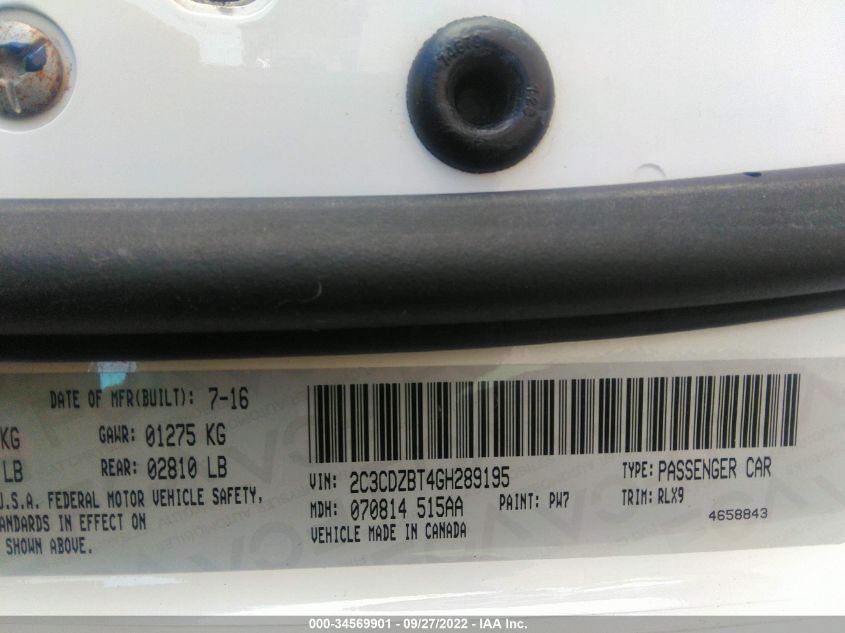 DATE OF MFR(BUILT): 7-16
KG GAWR: 01275 KG
LB REAR: 02810 LB
U.S.A. FEDERAL MOTOR VEHICLE SAFETY,
ANDARDS IN EFFECT ON
SHOWN ABOVE.
VIN: 2C3CDZBT4GH289195 TYPE: PASSENGER CAR
MDH: 070814 515AA PAINT: PW7 TRIM: RLX9
VEHICLE MADE IN CANADA 4658843
000-34569901 - 09/27/2022 - IAA Inc.